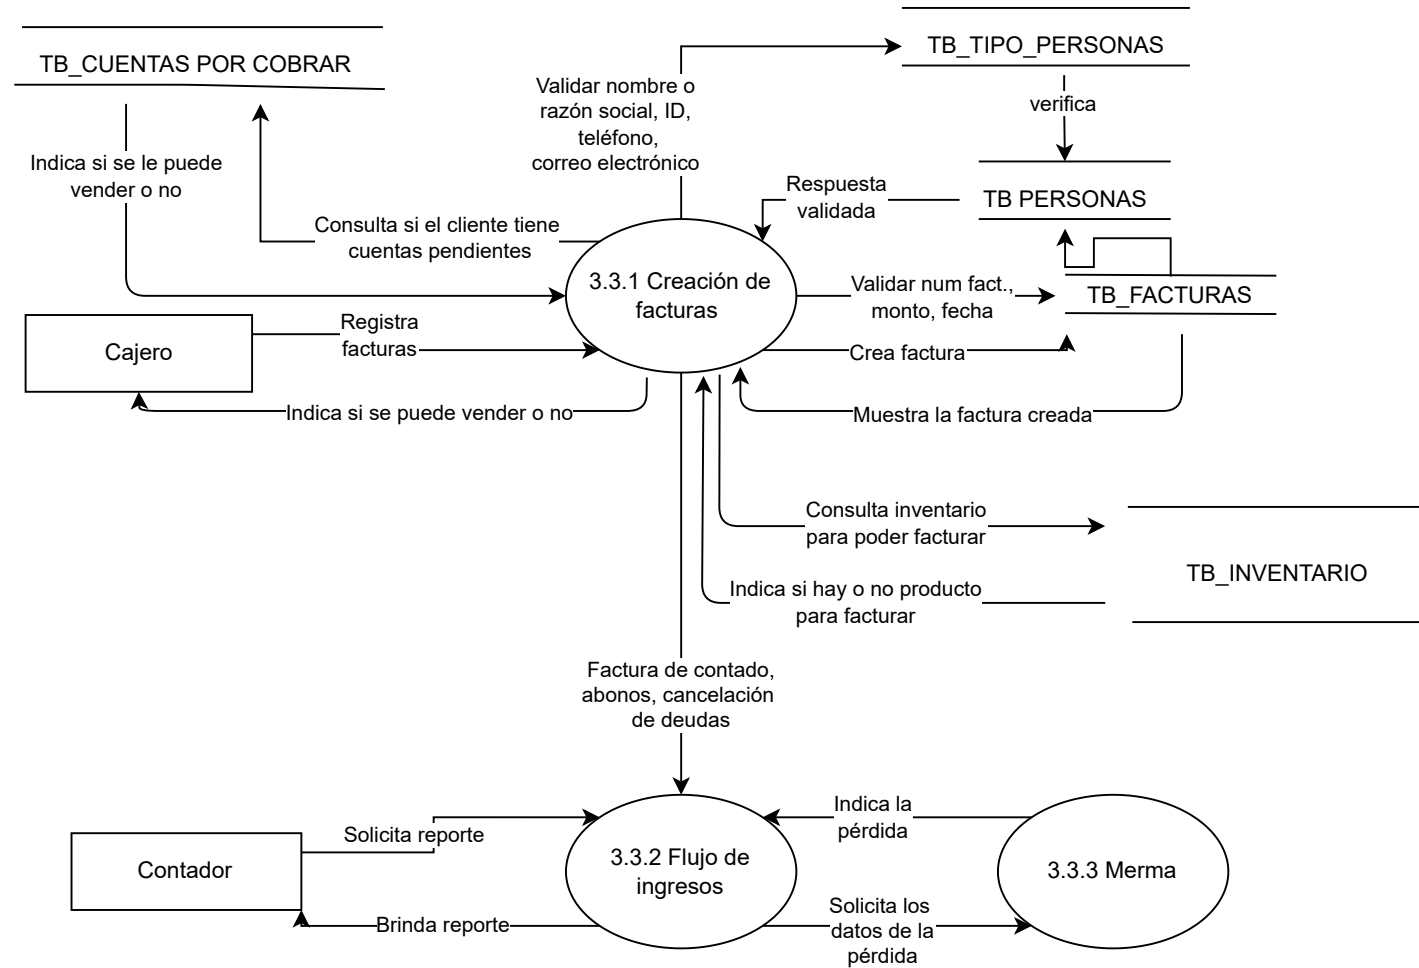 TB_TIPO_PERSONAS
TB_CUENTAS POR COBRAR
Validar nombre o
razón social, ID,
teléfono,
correo electrónico
verifica
Indica si se le puede
vender o no
Respuesta
validada
TB PERSONAS
Consulta si el cliente tiene
cuentas pendientes
3.3.1 Creación de
facturas
Validar num fact.,
monto, fecha
TB_FACTURAS
Cajero
Registra
facturas
Crea factura
Indica si se puede vender o no
Muestra la factura creada
Consulta inventario
para poder facturar
TB_INVENTARIO
Indica si hay o no producto
para facturar
Factura de contado,
abonos, cancelación
de deudas
Solicita reporte
Indica la
pérdida
Contador
3.3.2 Flujo de
ingresos
3.3.3 Merma
Brinda reporte
Solicita los
datos de la
pérdida